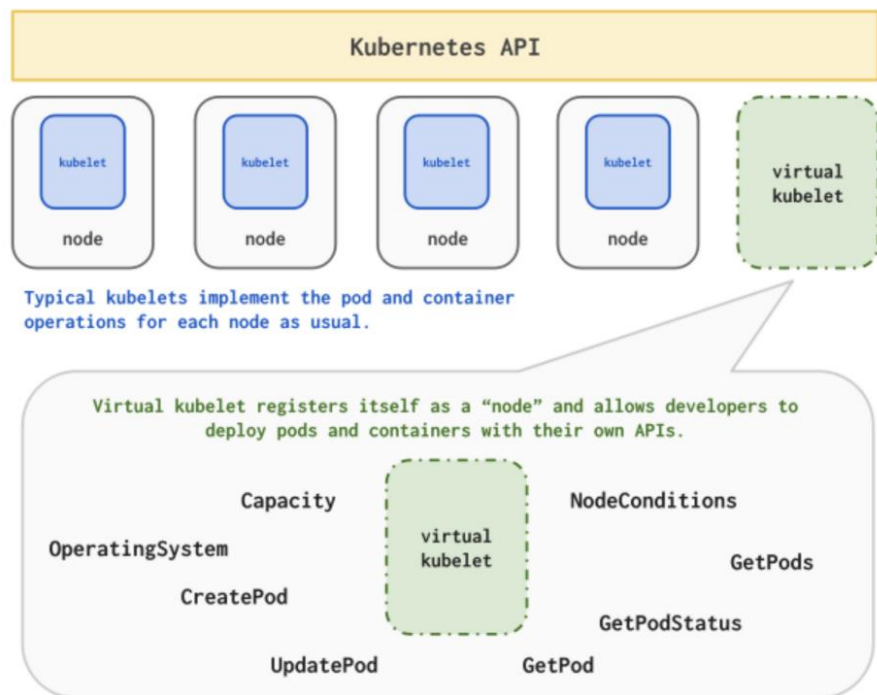 Kubernetes API
kubelet
node
kubelet
node
kubelet
node
kubelet
node
virtual
kubelet
Typical kubelets implement the pod and container
operations for each node as usual.
Virtual kubelet registers itself as a “node” and allows developers to
deploy pods and containers with their own APIs.
Capacity
OperatingSystem
CreatePod
UpdatePod
virtual
kubelet
NodeConditions
GetPods
GetPodStatus
GetPod